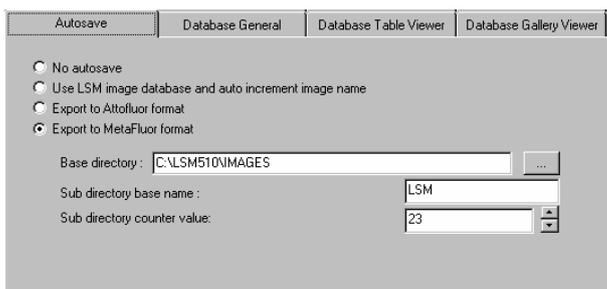 Autosave Database General Database Table Viewer Database Gallery Viewer
No autosave
Use LSM image database and auto increment image name
Export to Attofluor format
Export to MetaFluor format
Base directory : C:\LSM510\IMAGES ...
Sub directory base name : LSM
Sub directory counter value: 23